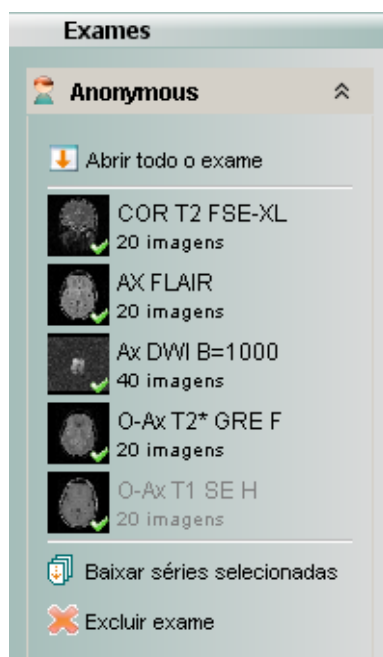 Exames
Anonymous
Abrir todo o exame
COR T2 FSE-XL
20 imagens
AX FLAIR
20 imagens
Ax DWI B=1000
40 imagens
O-Ax T2* GRE F
20 imagens
O-Ax T1 SE H
20 imagens
Baixar séries selecionadas
Excluir exame